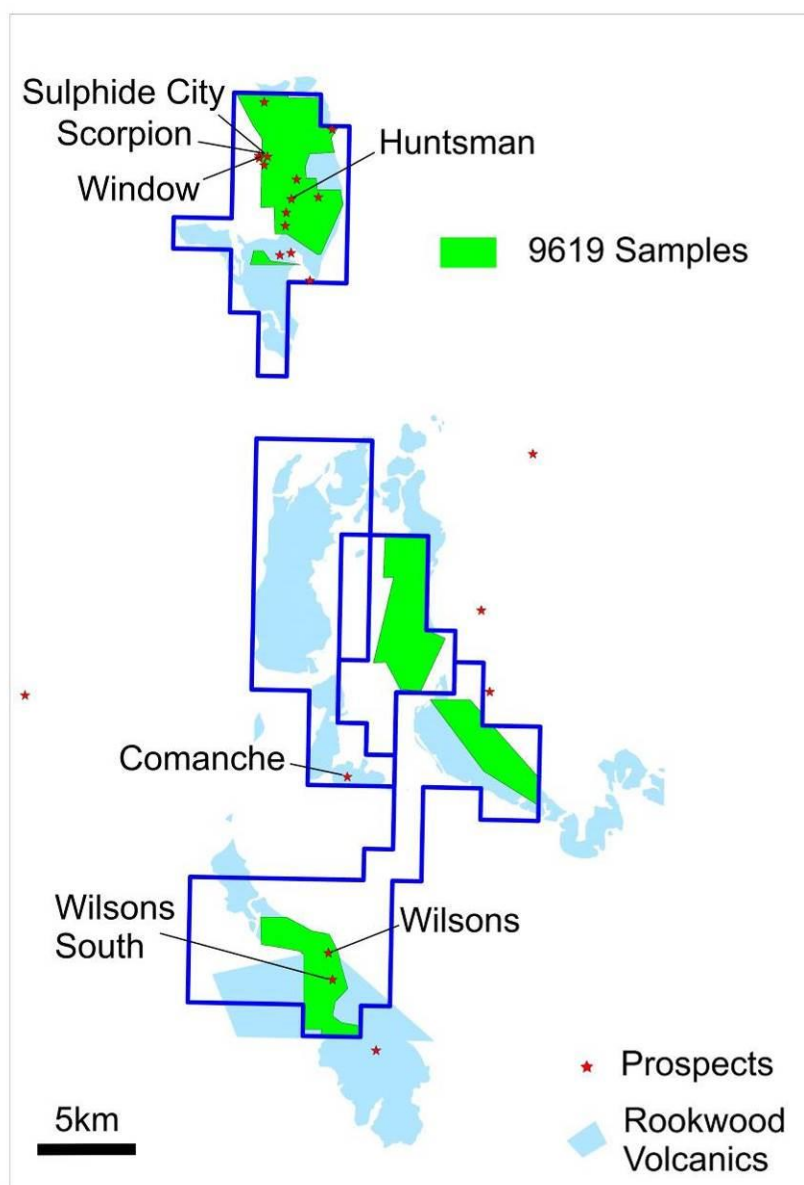 Sulphide City
Scorpion
Window
Huntsman
9619 Samples
Comanche
Wilsons
South
Wilsons
Prospects
5km
Rookwood
Volcanics